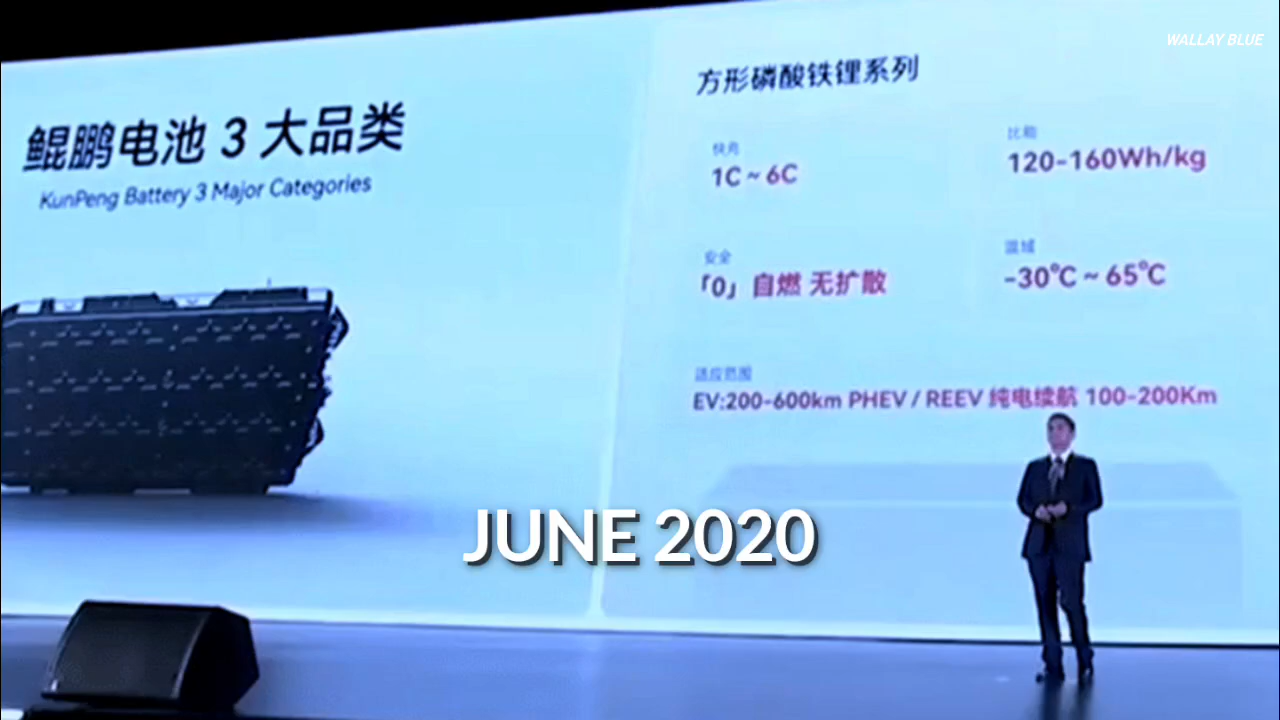 WALLAY BLUE
鲲鹏电池 3 大品类
KunPeng Battery 3 Major Categories
方形磷酸铁锂系列
快充
1C ~ 6C
比能
120-160Wh/kg
安全
「0」自燃 无扩散
温域
-30℃ ~ 65℃
适应范围
EV:200-600km PHEV / REEV 纯电续航 100-200Km
JUNE 2020